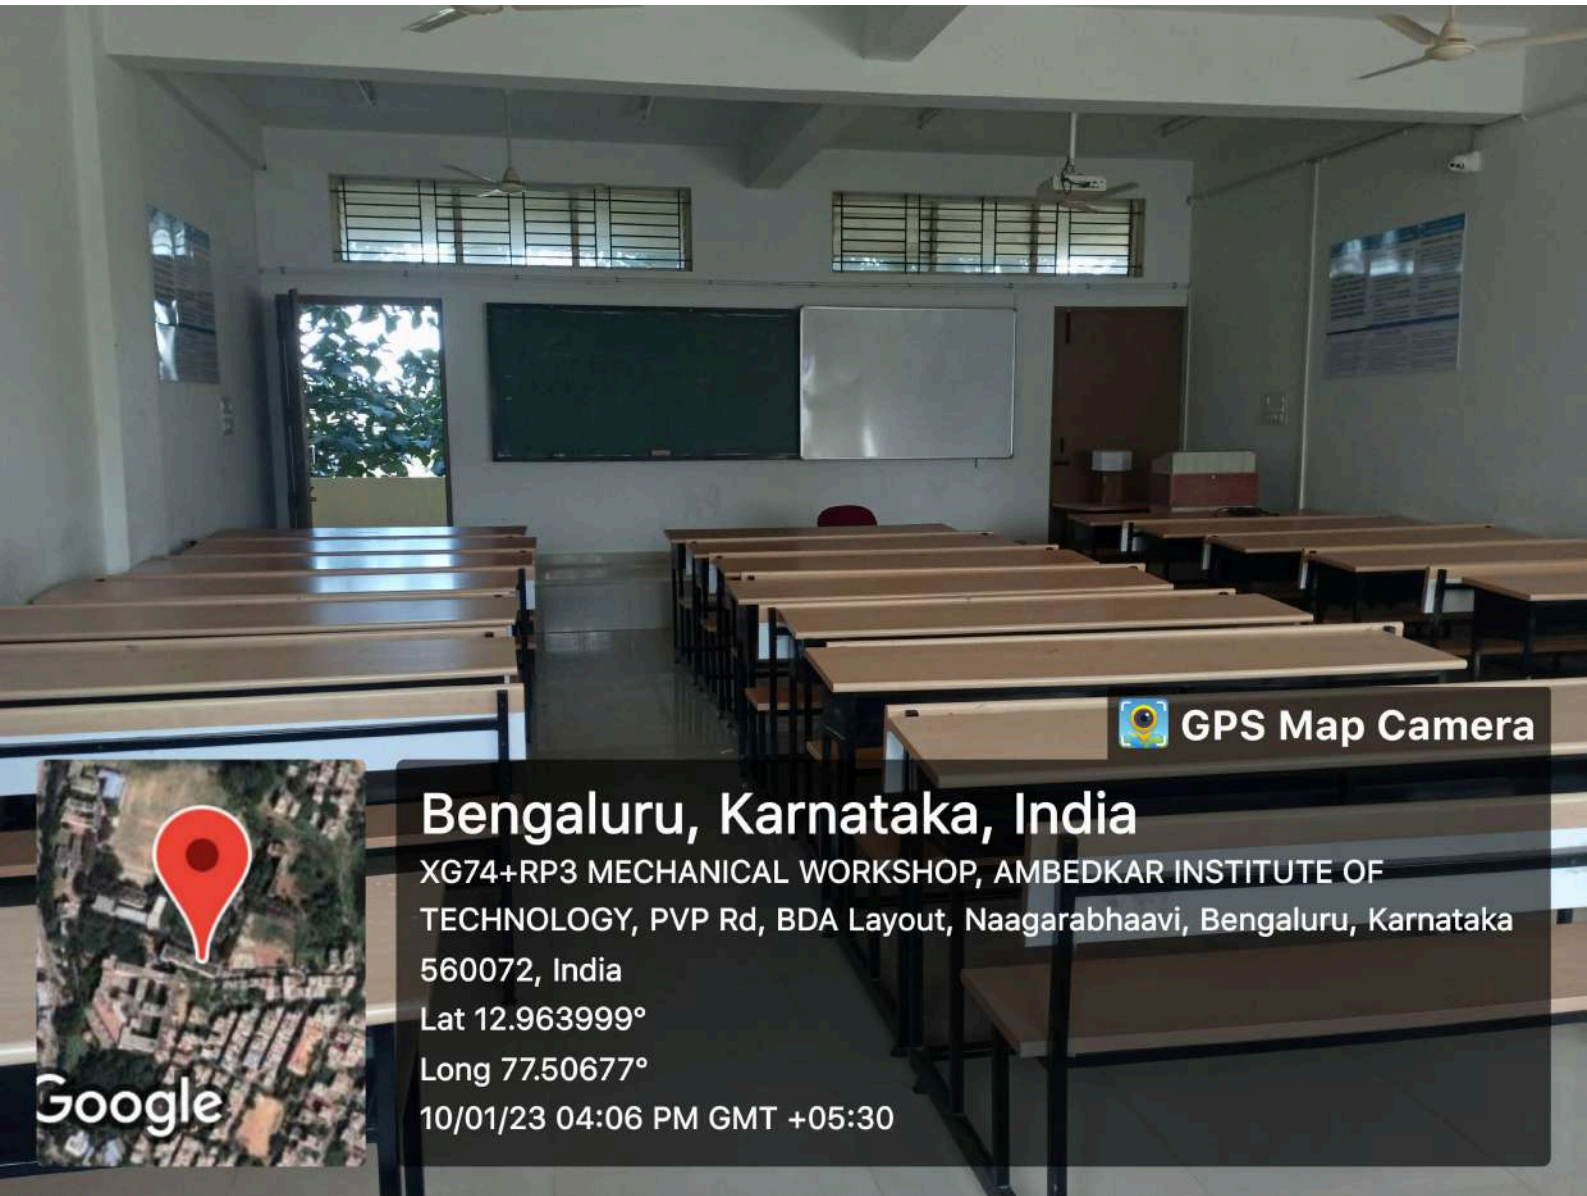 GPS Map Camera
Bengaluru, Karnataka, India
XG74+RP3 MECHANICAL WORKSHOP, AMBEDKAR INSTITUTE OF
TECHNOLOGY, PVP Rd, BDA Layout, Naagarabhaavi, Bengaluru, Karnataka
560072, India
Lat 12.963999°
Long 77.50677°
10/01/23 04:06 PM GMT +05:30
Google